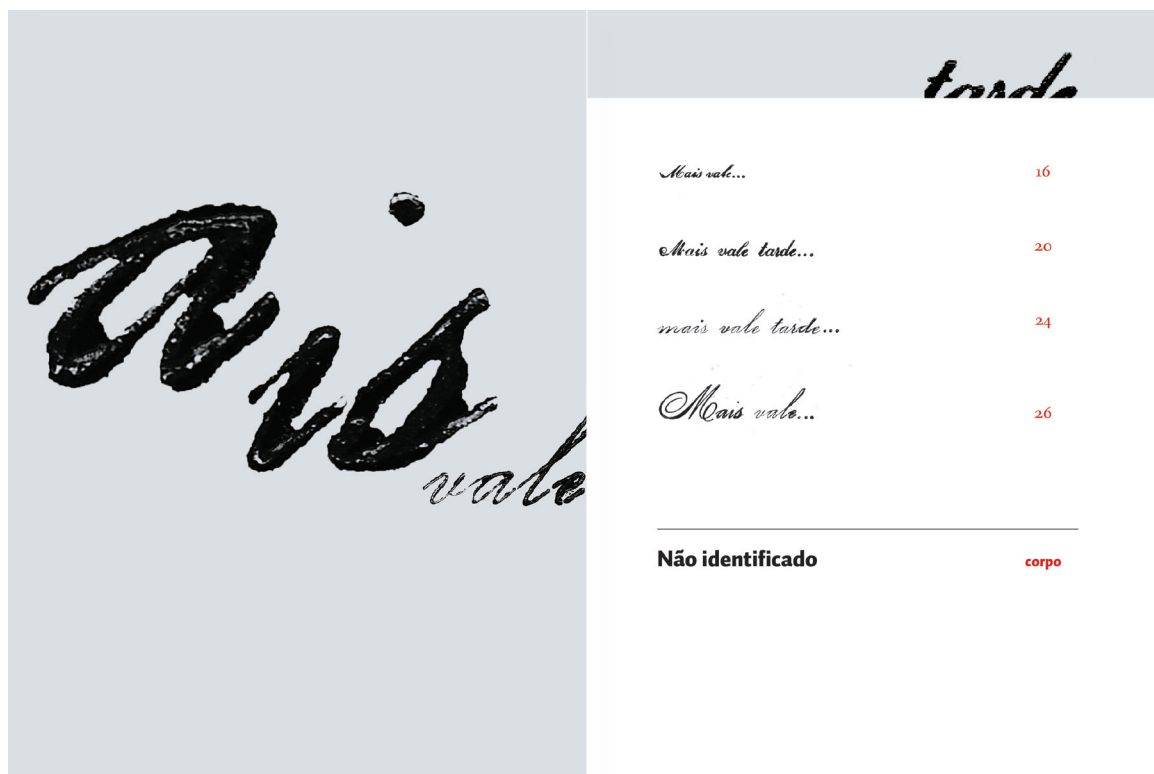 ais
vale
tarde
Mais vale... 16
Mais vale tarde... 20
mais vale tarde... 24
Mais vale... 26
Não identificado corpo